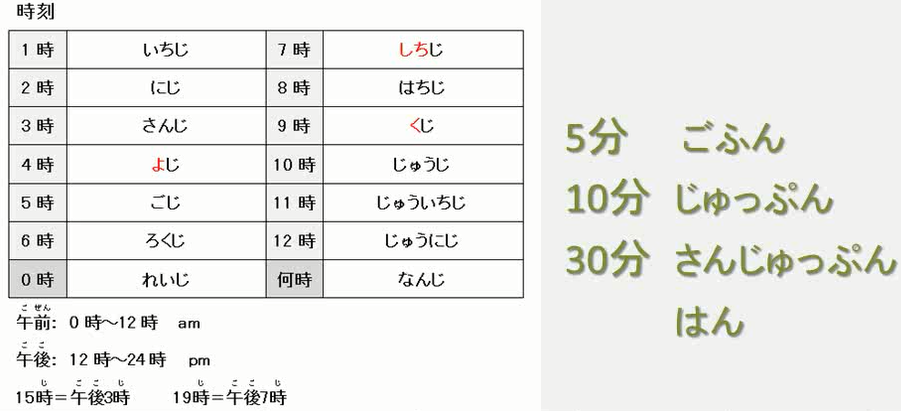 時刻
1 時 いちじ 7 時 しちじ
2 時 にじ 8 時 はちじ
3 時 さんじ 9 時 くじ
4 時 よじ 10 時 じゅうじ
5 時 ごじ 11 時 じゅういちじ
6 時 ろくじ 12 時 じゅうにじ
0 時 れいじ 何時 なんじ
ご ぜん
午前: 0 時～12 時 am
ご ご
午後: 12 時～24 時 pm
じ ご ご じ じ ご ご じ
15時＝午後3時 19時＝午後7時
5分 ごふん
10分 じゅっぷん
30分 さんじゅっぷん
はん